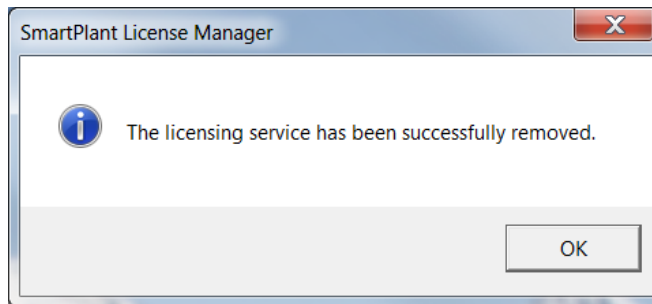 SmartPlant License Manager
The licensing service has been successfully removed.
OK